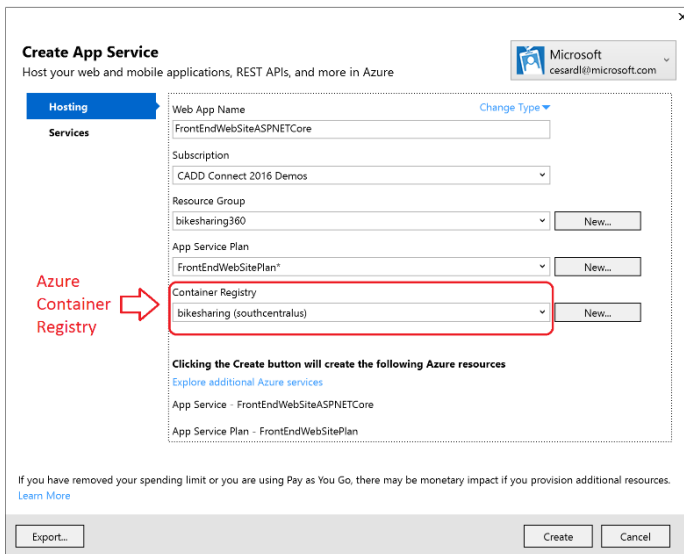 Create App Service
Host your web and mobile applications, REST APIs, and more in Azure
Microsoft
cesardl@microsoft.com
Hosting
Services
Web App Name
Change Type
FrontEndWebSiteASPNETCore
Subscription
CADD Connect 2016 Demos
Resource Group
bikesharing360
New...
App Service Plan
FrontEndWebSitePlan*
New...
Azure
Container
Registry
Container Registry
bikesharing (southcentralus)
New...
Clicking the Create button will create the following Azure resources
Explore additional Azure services
App Service - FrontEndWebSiteASPNETCore
App Service Plan - FrontEndWebSitePlan
If you have removed your spending limit or you are using Pay as You Go, there may be monetary impact if you provision additional resources.
Learn More
Export...
Create
Cancel